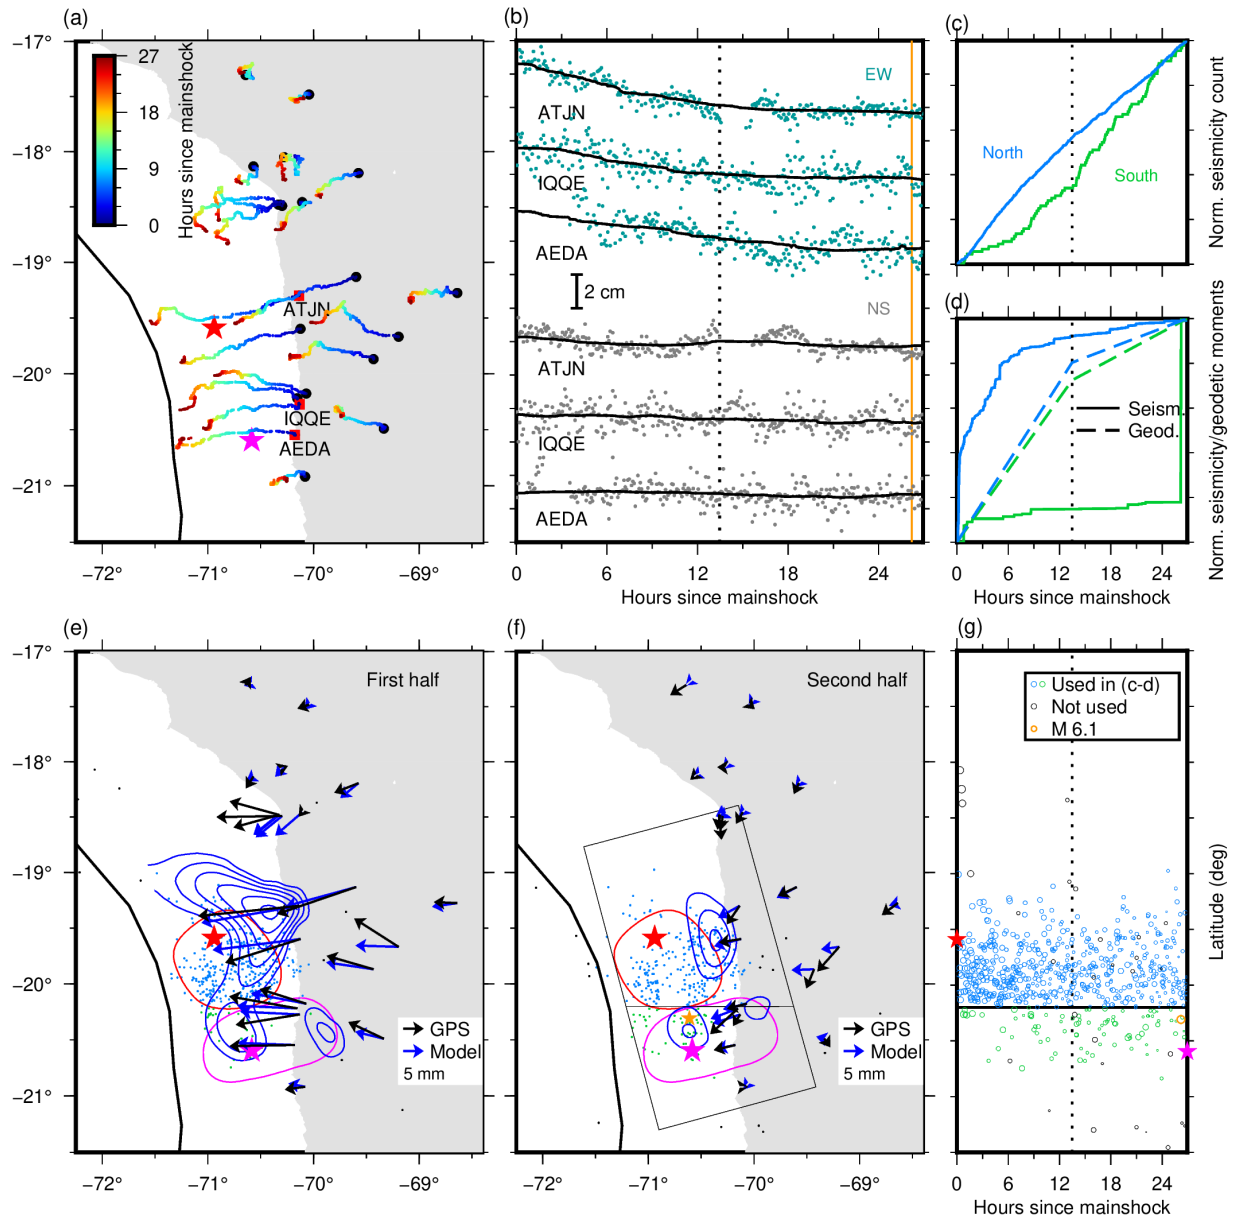 (a)
(b)
(c)
−17°
−18°
−19°
−20°
−21°
27
18
9
0
Hours since mainshock
ATJN
IQQE
AEDA
−72°
−71°
−70°
−69°
EW
ATJN
IQQE
AEDA
2 cm
NS
ATJN
IQQE
AEDA
0
6
12
18
24
Hours since mainshock
North
South
Norm. seismicity count
(d)
Seism.
Geod.
Norm. seismicity/geodetic moments
0
6
12
18
24
Hours since mainshock
(e)
First half
−17°
−18°
−19°
−20°
−21°
GPS
Model
5 mm
−72°
−71°
−70°
−69°
(f)
Second half
GPS
Model
5 mm
−72°
−71°
−70°
−69°
(g)
Used in (c-d)
Not used
M 6.1
Latitude (deg)
0
6
12
18
24
Hours since mainshock